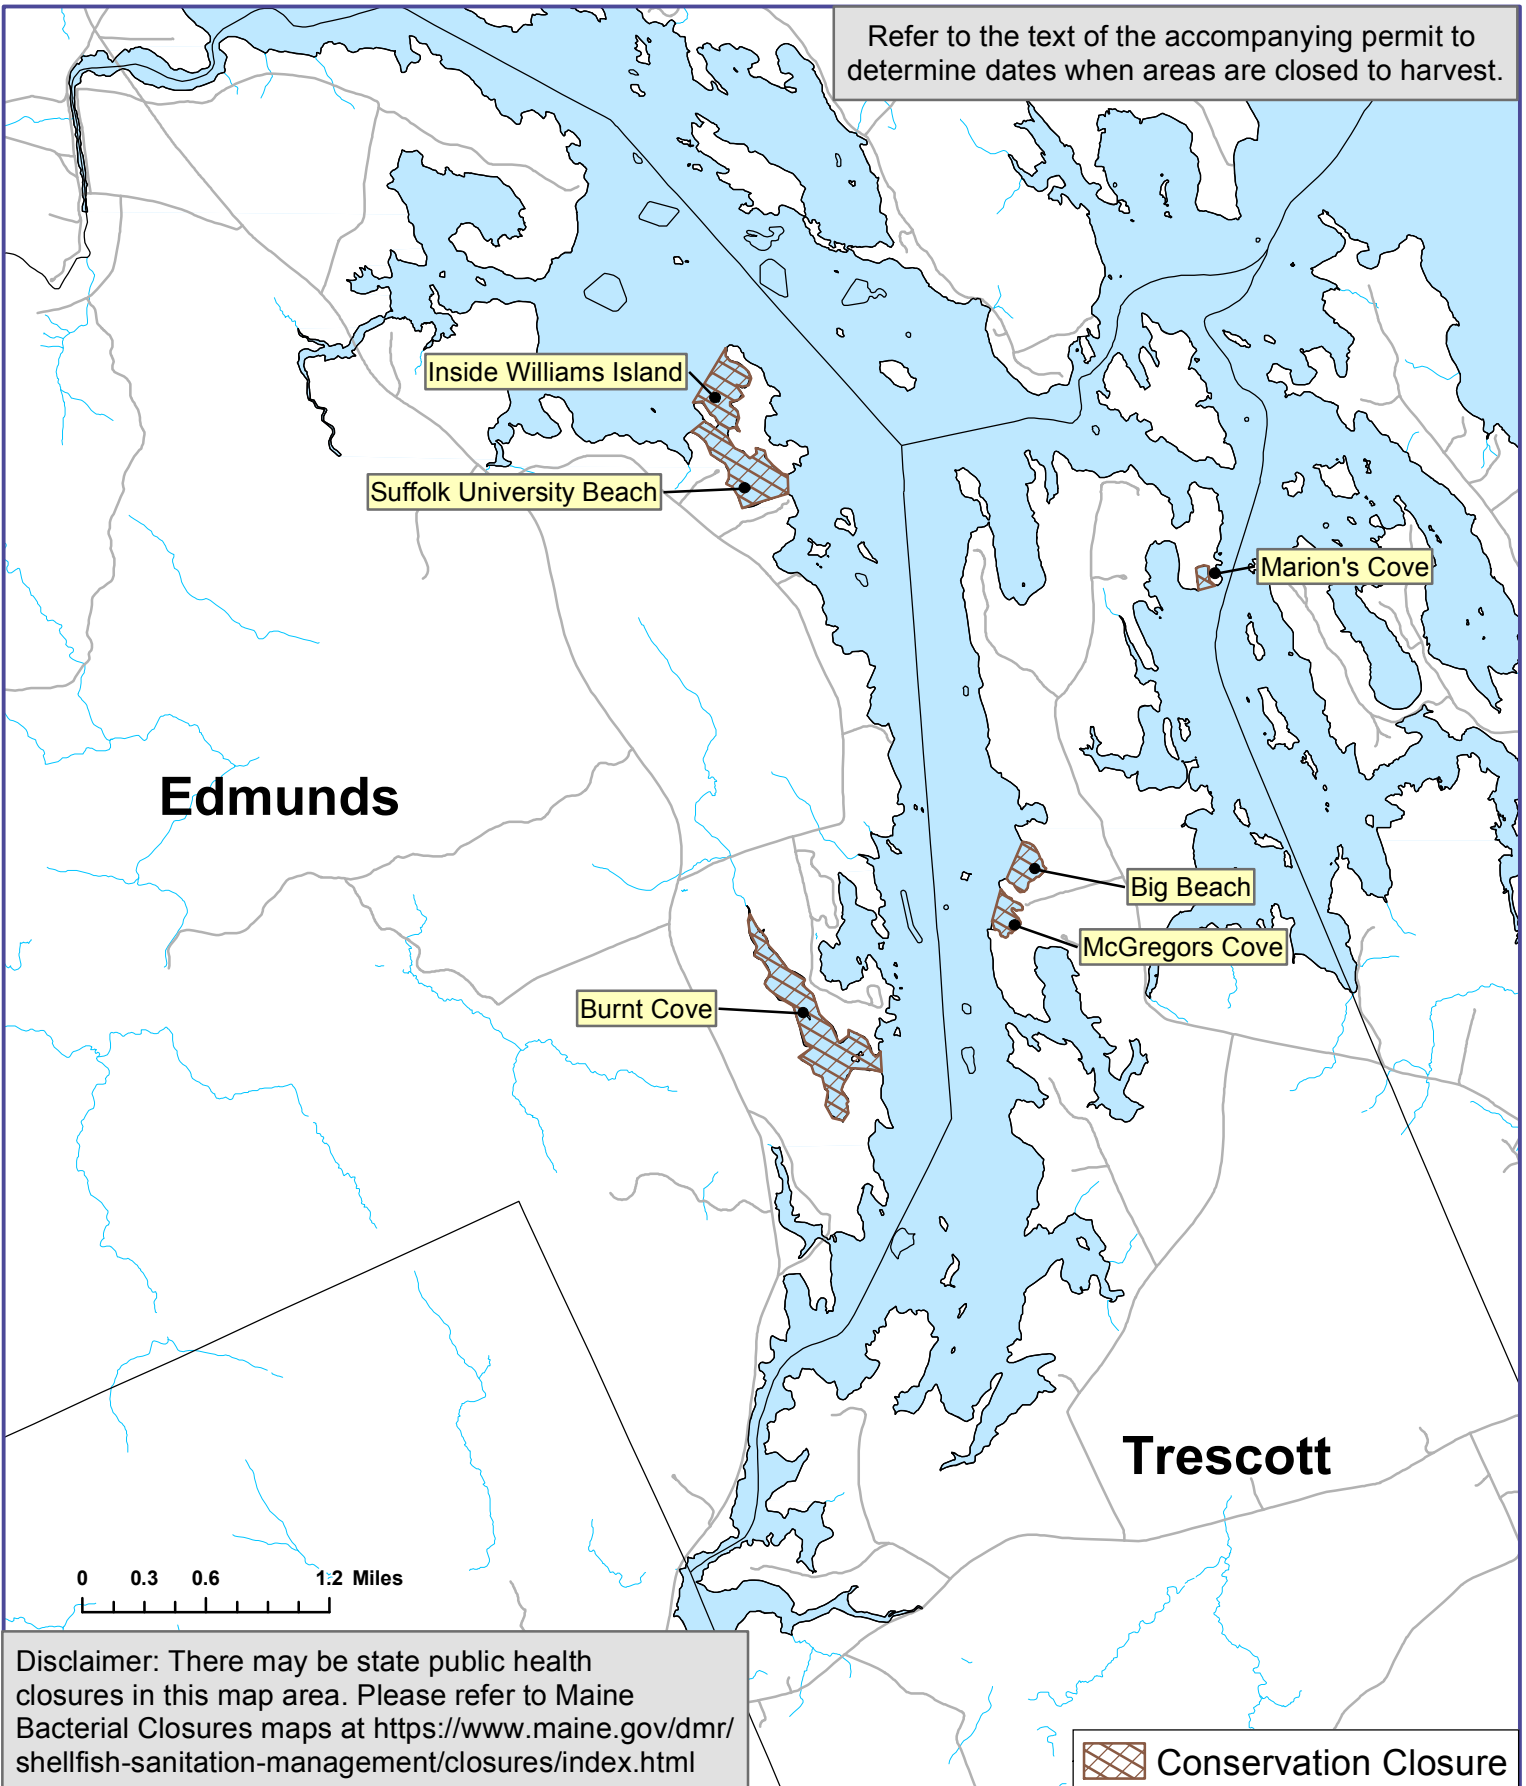 Refer to the text of the accompanying permit to
determine dates when areas are closed to harvest.
Inside Williams Island
Suffolk University Beach
Marion's Cove
Edmunds
Big Beach
McGregors Cove
Burnt Cove
Trescott
0 0.3 0.6 1.2 Miles
Disclaimer: There may be state public health
closures in this map area. Please refer to Maine
Bacterial Closures maps at https://www.maine.gov/dmr/
shellfish-sanitation-management/closures/index.html
Conservation Closure